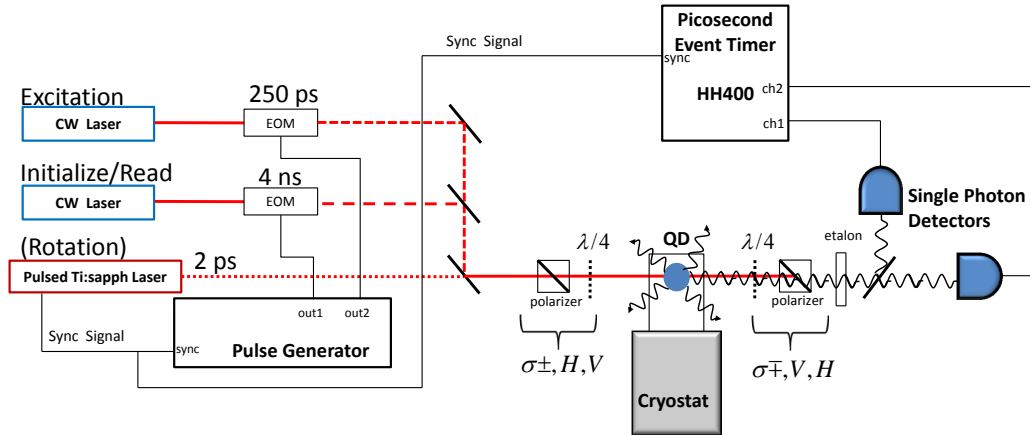 Picosecond
Event Timer
Sync Signal
sync
HH400
ch2
ch1
Excitation
250 ps
CW Laser
EOM
Initialize/Read
4 ns
CW Laser
EOM
Single Photon
Detectors
(Rotation)
Pulsed Ti:sapph Laser
2 ps
QD
λ/4
λ/4
etalon
polarizer
polarizer
out1
out2
Sync Signal
sync
Pulse Generator
σ±, H, V
σ∓, V, H
Cryostat